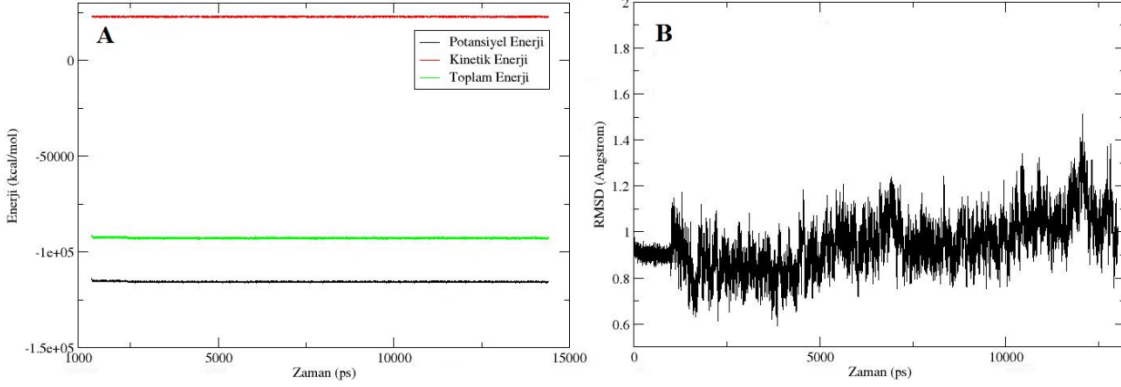 A
Potansiyel Enerji
Kinetik Enerji
Toplam Enerji
0
-50000
-1e+05
-1.5e+05
Enerji (kcal/mol)
1000
5000
10000
15000
Zaman (ps)
B
2
1.8
1.6
1.4
1.2
1
0.8
0.6
RMSD (Angstrom)
0
5000
10000
Zaman (ps)